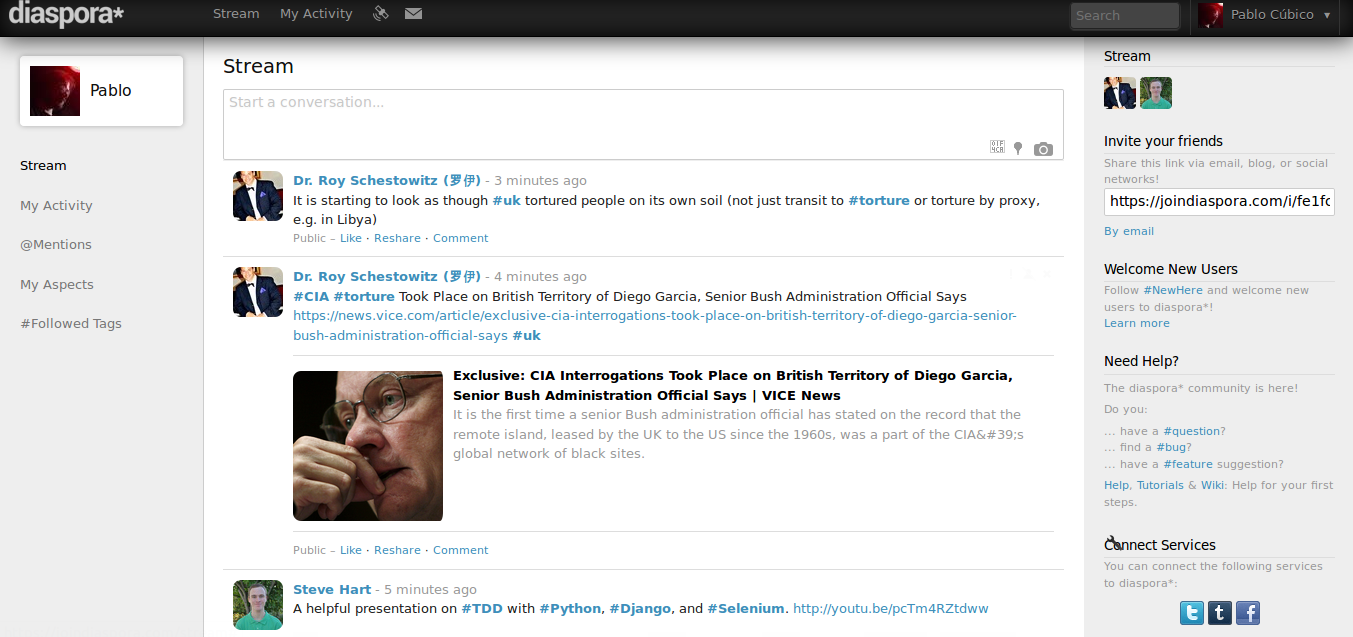 diaspora*
Stream
My Activity
Search
Pablo Cúbico
Pablo
Stream
My Activity
@Mentions
My Aspects
#Followed Tags
Stream
Start a conversation...
Dr. Roy Schestowitz (罗伊) - 3 minutes ago
It is starting to look as though #uk tortured people on its own soil (not just transit to #torture or torture by proxy,
e.g. in Libya)
Public – Like · Reshare · Comment
Dr. Roy Schestowitz (罗伊) - 4 minutes ago
#CIA #torture Took Place on British Territory of Diego Garcia, Senior Bush Administration Official Says
https://news.vice.com/article/exclusive-cia-interrogations-took-place-on-british-territory-of-diego-garcia-senior-
bush-administration-official-says #uk
Exclusive: CIA Interrogations Took Place on British Territory of Diego Garcia,
Senior Bush Administration Official Says | VICE News
It is the first time a senior Bush administration official has stated on the record that the
remote island, leased by the UK to the US since the 1960s, was a part of the CIA&#39;s
global network of black sites.
Public – Like · Reshare · Comment
Steve Hart - 5 minutes ago
A helpful presentation on #TDD with #Python, #Django, and #Selenium. http://youtu.be/pcTm4RZtdww
Stream
Invite your friends
Share this link via email, blog, or social
networks!
https://joindiaspora.com/i/fe1fc
By email
Welcome New Users
Follow #NewHere and welcome new
users to diaspora*!
Learn more
Need Help?
The diaspora* community is here!
Do you:
... have a #question?
... find a #bug?
... have a #feature suggestion?
Help, Tutorials & Wiki: Help for your first
steps.
Connect Services
You can connect the following services
to diaspora*: